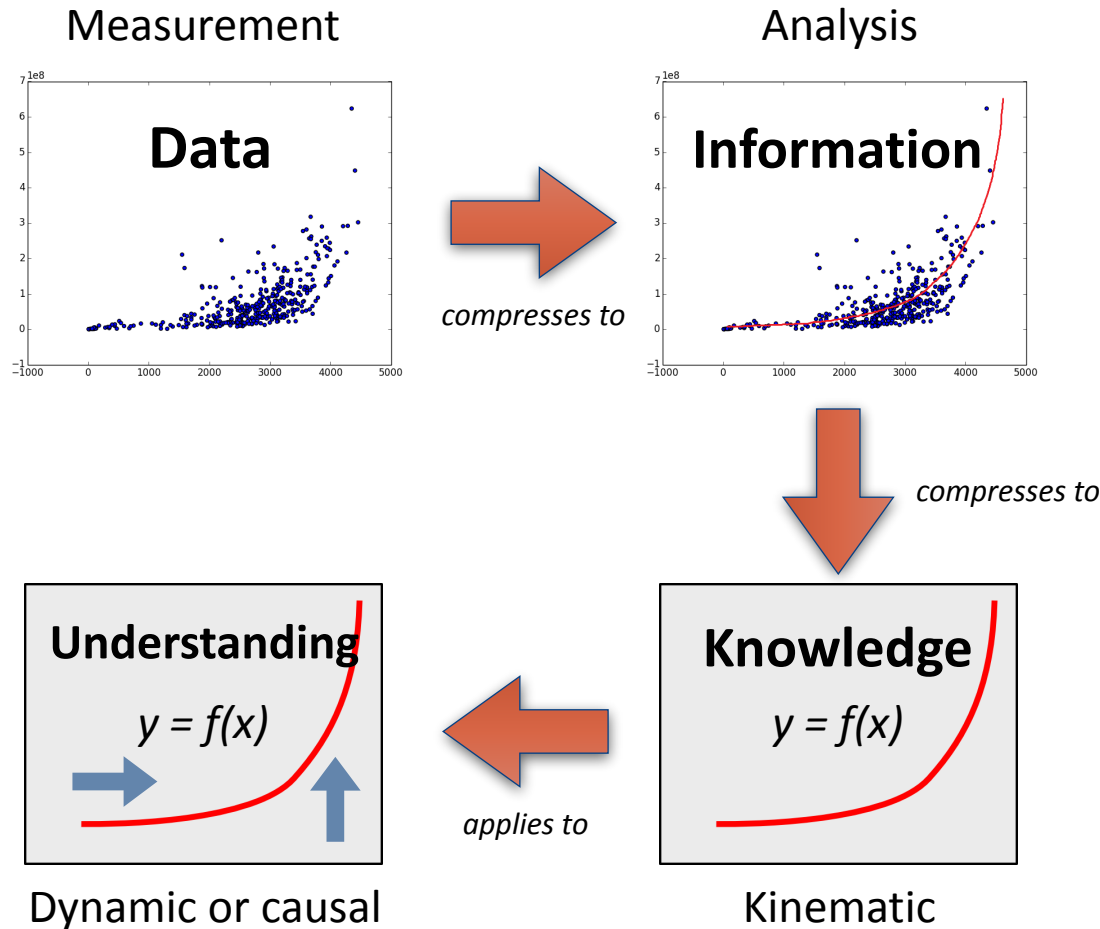 Measurement
Analysis
1e8
7
6
5
4
3
2
1
0
−1
−1000 0 1000 2000 3000 4000 5000
Data
compresses to
1e8
7
6
5
4
3
2
1
0
−1
−1000 0 1000 2000 3000 4000 5000
Information
compresses to
Understanding
y = f(x)
applies to
Knowledge
y = f(x)
Dynamic or causal
Kinematic